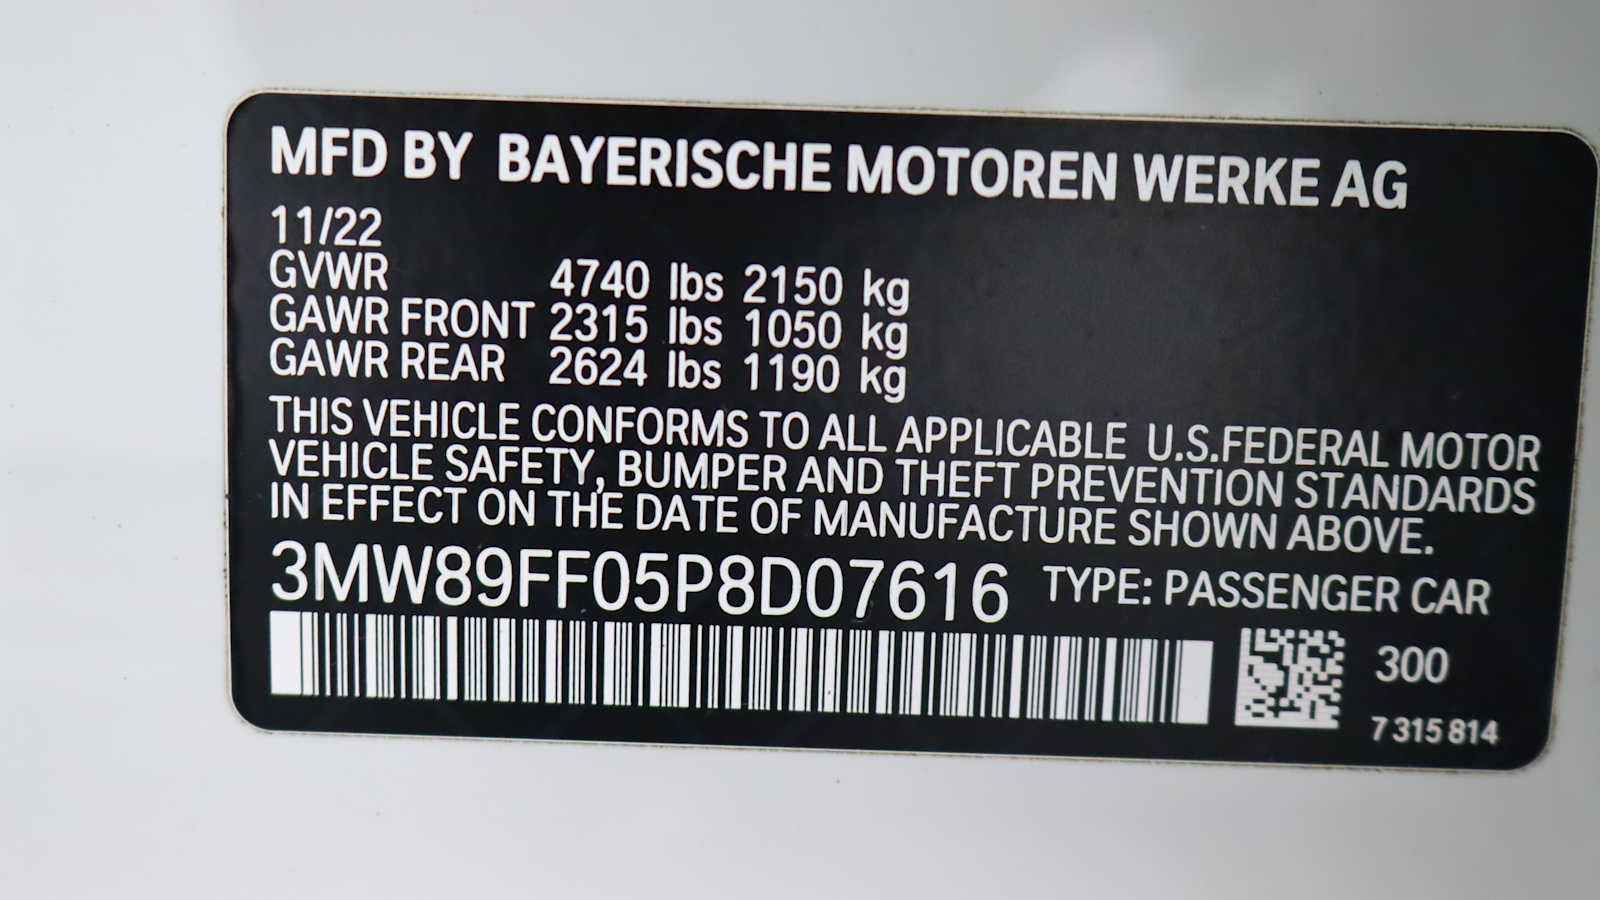 MFD BY BAYERISCHE MOTOREN WERKE AG
11/22
GVWR 4740 lbs 2150 kg
GAWR FRONT 2315 lbs 1050 kg
GAWR REAR 2624 lbs 1190 kg
THIS VEHICLE CONFORMS TO ALL APPLICABLE U.S.FEDERAL MOTOR
VEHICLE SAFETY, BUMPER AND THEFT PREVENTION STANDARDS
IN EFFECT ON THE DATE OF MANUFACTURE SHOWN ABOVE.
3MW89FF05P8D07616 TYPE: PASSENGER CAR
300
7 315 814